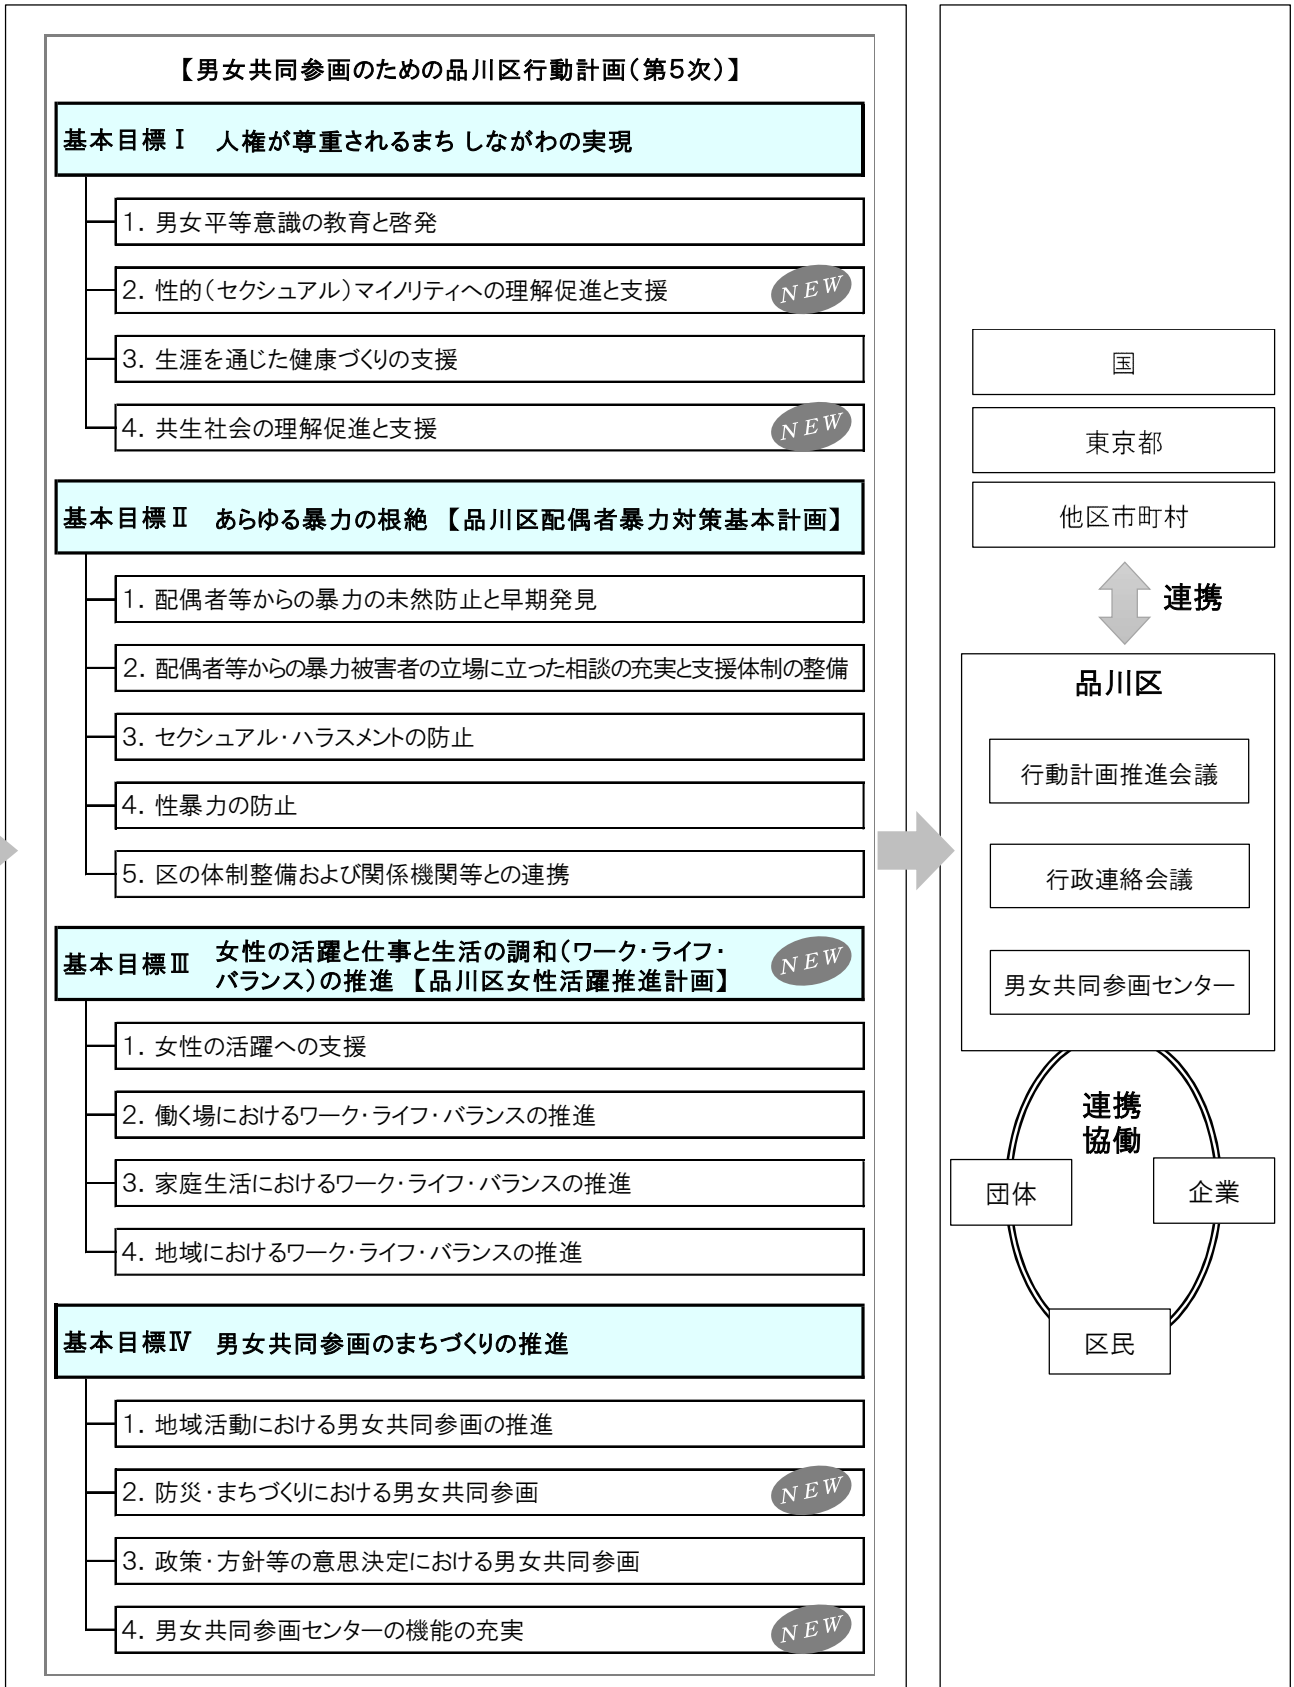 【男女共同参画のための品川区行動計画（第5次）】
基本目標Ⅰ　人権が尊重されるまち しながわの実現
1．男女平等意識の教育と啓発
2．性的（セクシュアル）マイノリティへの理解促進と支援
NEW
3．生涯を通じた健康づくりの支援
4．共生社会の理解促進と支援
NEW
基本目標Ⅱ　あらゆる暴力の根絶 【品川区配偶者暴力対策基本計画】
1．配偶者等からの暴力の未然防止と早期発見
2．配偶者等からの暴力被害者の立場に立った相談の充実と支援体制の整備
3．セクシュアル・ハラスメントの防止
4．性暴力の防止
5．区の体制整備および関係機関等との連携
基本目標Ⅲ　女性の活躍と仕事と生活の調和（ワーク・ライフ・
バランス）の推進 【品川区女性活躍推進計画】
NEW
1．女性の活躍への支援
2．働く場におけるワーク・ライフ・バランスの推進
3．家庭生活におけるワーク・ライフ・バランスの推進
4．地域におけるワーク・ライフ・バランスの推進
基本目標Ⅳ　男女共同参画のまちづくりの推進
1．地域活動における男女共同参画の推進
2．防災・まちづくりにおける男女共同参画
NEW
3．政策・方針等の意思決定における男女共同参画
4．男女共同参画センターの機能の充実
NEW
国
東京都
他区市町村
連携
品川区
行動計画推進会議
行政連絡会議
男女共同参画センター
連携
協働
団体
企業
区民